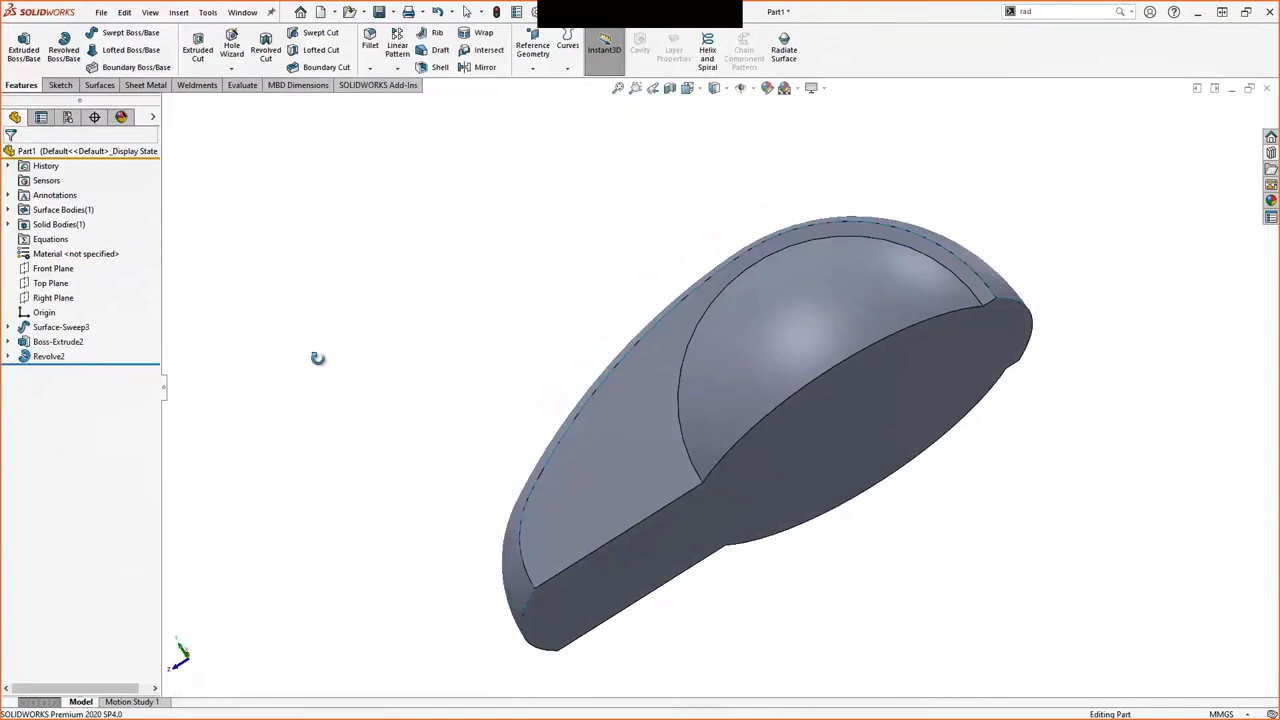 SOLIDWORKS File Edit View Insert Tools Window Part1 * rad
Extruded Boss/Base
Revolved Boss/Base
Swept Boss/Base
Lofted Boss/Base
Boundary Boss/Base
Extruded Cut
Hole Wizard
Revolved Cut
Swept Cut
Lofted Cut
Boundary Cut
Fillet
Linear Pattern
Rib
Draft
Shell
Wrap
Intersect
Mirror
Reference Geometry
Curves
Instant3D
Cavity
Layer Properties
Helix and Spiral
Chain Component Pattern
Radiate Surface
Features Sketch Surfaces Sheet Metal Weldments Evaluate MBD Dimensions SOLIDWORKS Add-Ins
Part1 (Default<<Default>_Display State
History
Sensors
Annotations
Surface Bodies(1)
Solid Bodies(1)
Equations
Material <not specified>
Front Plane
Top Plane
Right Plane
Origin
Surface-Sweep3
Boss-Extrude2
Revolve2
Y
Z
Model Motion Study 1
SOLIDWORKS Premium 2020 SP4.0 Editing Part MMGS